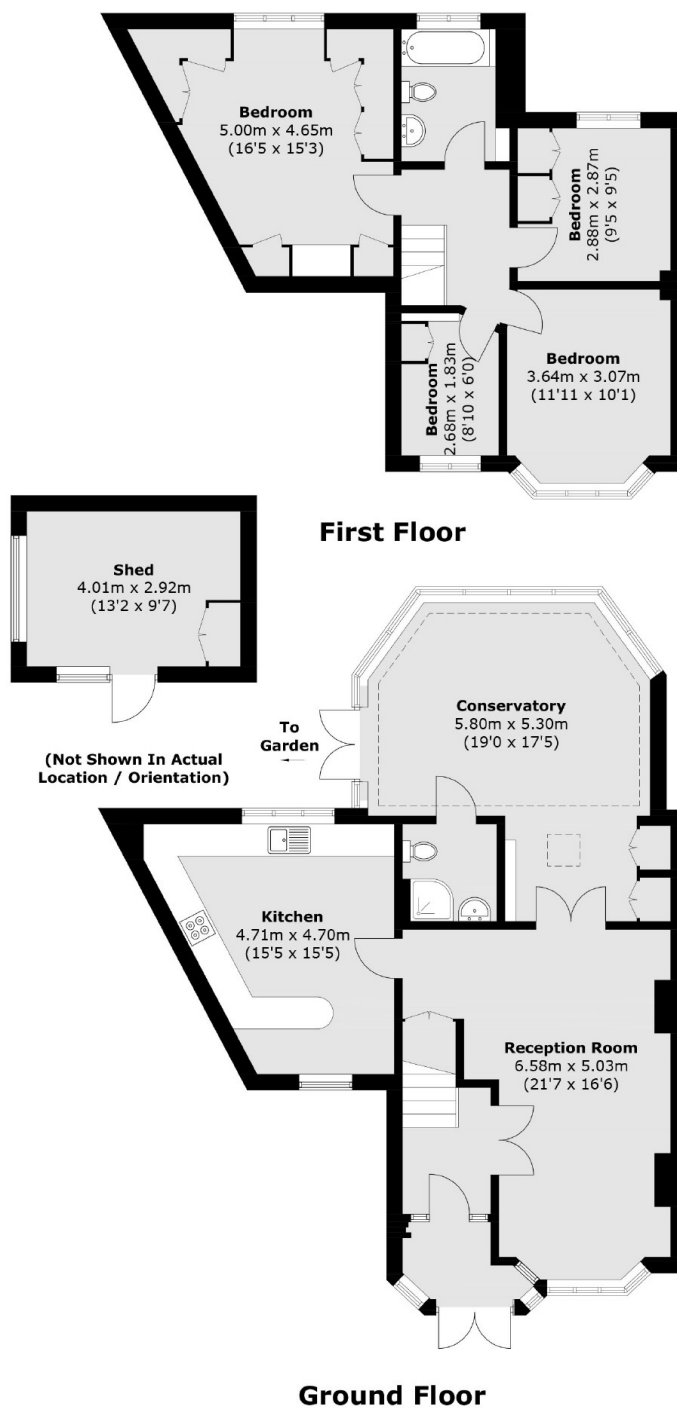 Bedroom
5.00m x 4.65m
(16'5 x 15'3)
Bedroom
2.88m x 2.87m
(9'5 x 9'5)
Bedroom
2.68m x 1.83m
(8'10 x 6'0)
Bedroom
3.64m x 3.07m
(11'11 x 10'1)
First Floor
Shed
4.01m x 2.92m
(13'2 x 9'7)
(Not Shown In Actual
Location / Orientation)
To
Garden
Conservatory
5.80m x 5.30m
(19'0 x 17'5)
Kitchen
4.71m x 4.70m
(15'5 x 15'5)
Reception Room
6.58m x 5.03m
(21'7 x 16'6)
Ground Floor